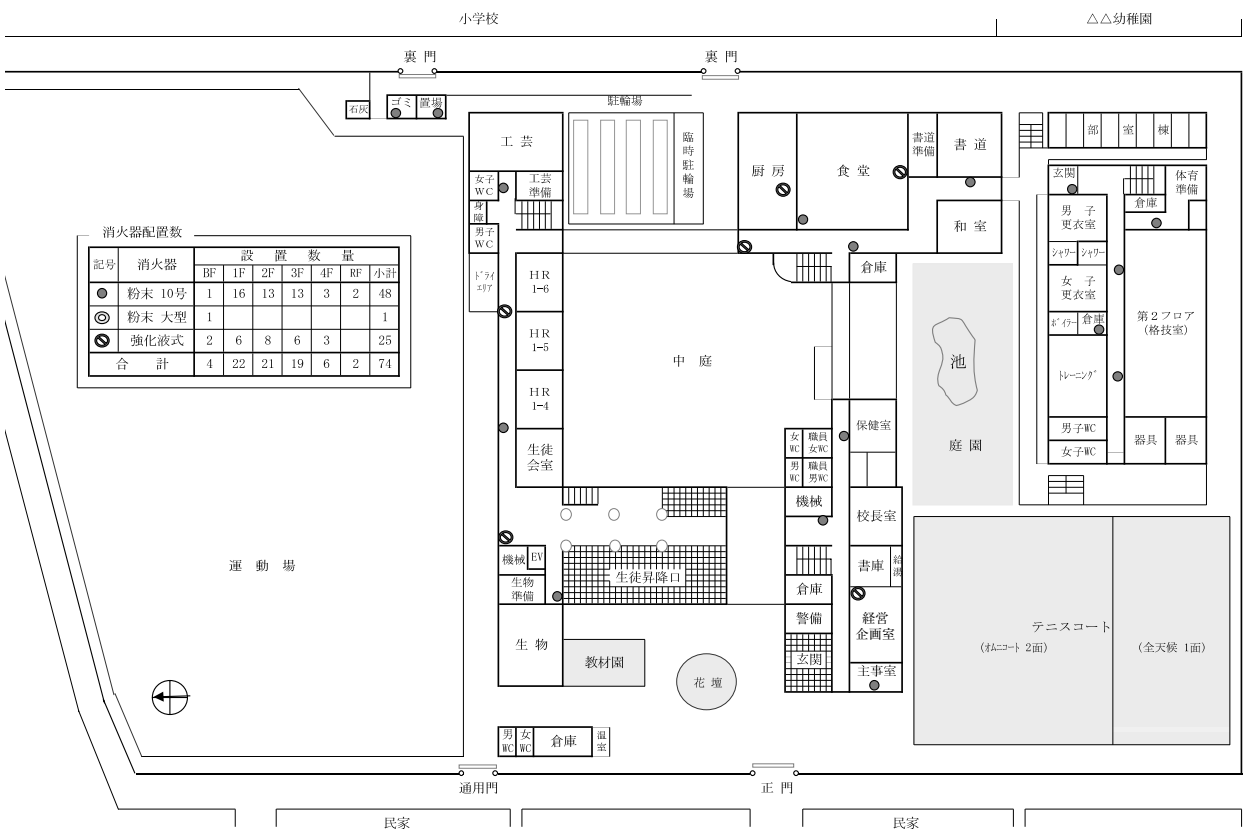 小学校
△△幼稚園
裏 門
裏 門
石灰
ゴミ
置場
駐輪場
工 芸
臨時駐輪場
厨 房
食 堂
書道
準備
書 道
部 室 棟
女子
WC
工芸
準備
玄関
体育
準備
身
障
倉庫
男子
WC
男 子
更衣室
和 室
消火器配置数
記号
消火器
設 置 数 量
BF
1F
2F
3F
4F
RF
小計
粉末 10号
1
16
13
13
3
2
48
粉末 大型
1
1
強化液式
2
6
8
6
3
25
合 計
4
22
21
19
6
2
74
ﾄﾞﾗｲ
ｴﾘｱ
HR
1-6
倉庫
ｼｬﾜｰ
ｼｬﾜｰ
女 子
更衣室
ﾎﾞｲﾗｰ
倉庫
第2フロア
(格技室)
HR
1-5
中 庭
池
HR
1-4
ﾄﾚｰﾆﾝｸﾞ
生徒
会室
女
WC
職員
女WC
保健室
庭 園
男子WC
器具
器具
男
WC
職員
男WC
女子WC
機械
校長室
機械
EV
書庫
給
湯
運 動 場
生物
準備
生徒昇降口
倉庫
警備
経営
企画室
テニスコート
(ｵﾑﾆｺｰﾄ 2面)
(全天候 1面)
生 物
教材園
玄関
主事室
花 壇
男
WC
女
WC
倉庫
温
室
通用門
正 門
民家
民家